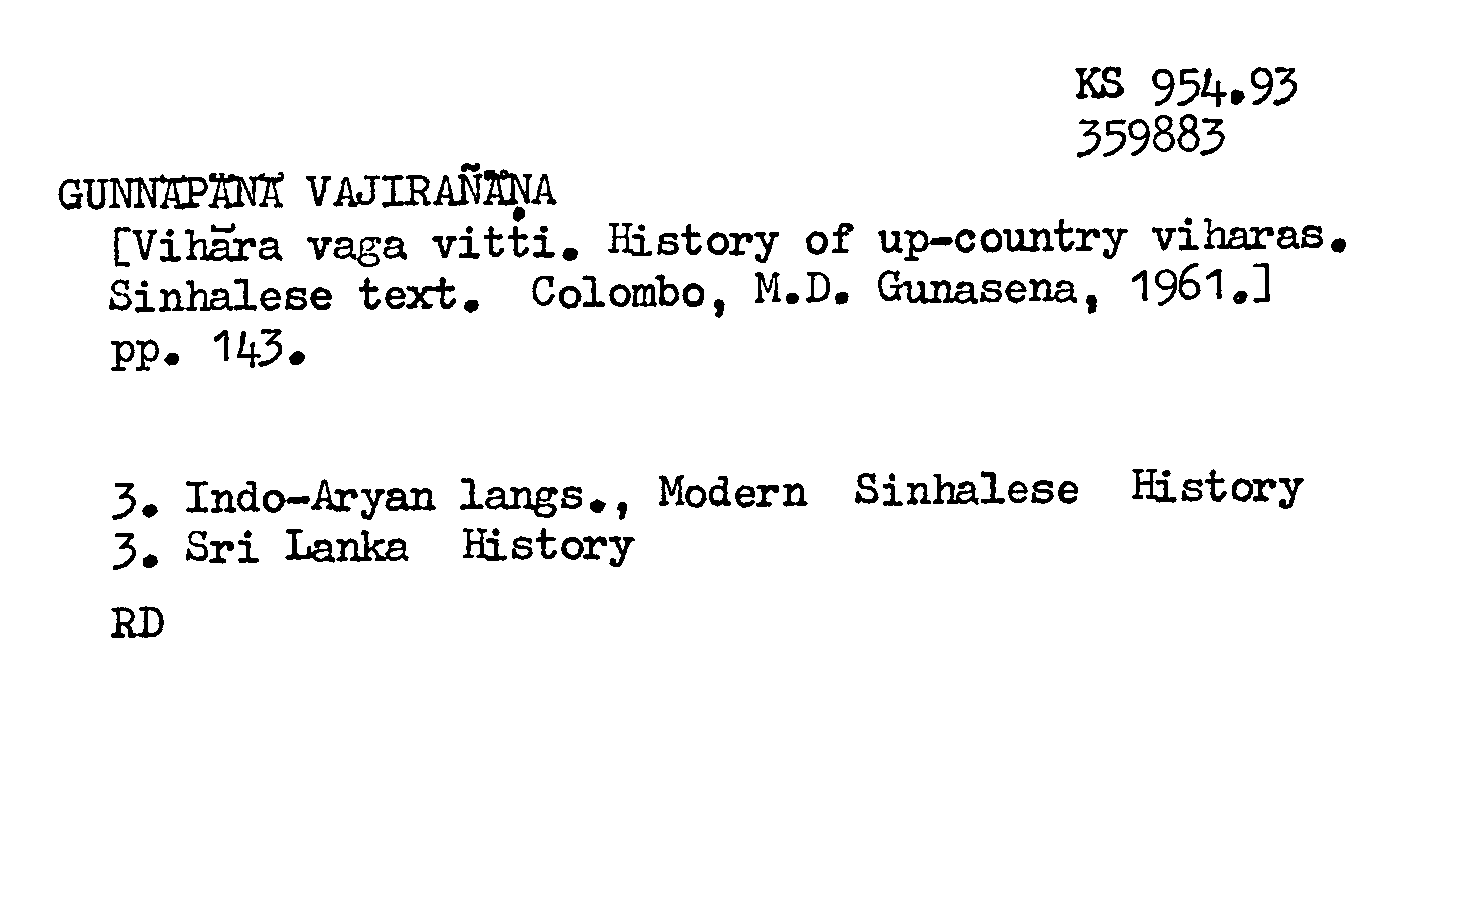 KS 954.93
359883
GUNNĀPĀNĀ VAJIRAÑĀṆA
[Vihāra vaga vitti. History of up-country viharas.
Sinhalese text. Colombo, M.D. Gunasena, 1961.]
pp. 143.
3. Indo-Aryan langs., Modern Sinhalese History
3. Sri Lanka History
RD